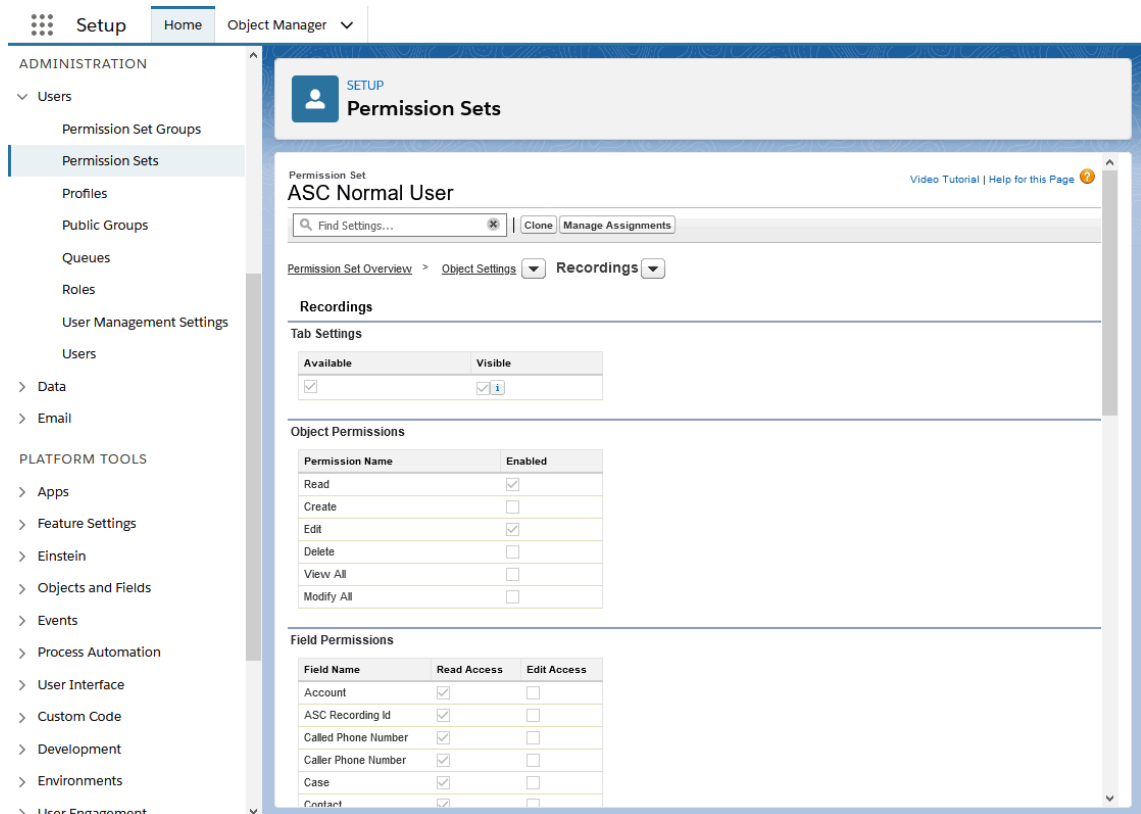 Setup
Home
Object Manager
ADMINISTRATION
Users
Permission Set Groups
Permission Sets
Profiles
Public Groups
Queues
Roles
User Management Settings
Users
Data
Email
PLATFORM TOOLS
Apps
Feature Settings
Einstein
Objects and Fields
Events
Process Automation
User Interface
Custom Code
Development
Environments
User Engagement
SETUP
Permission Sets
Permission Set
ASC Normal User
Video Tutorial | Help for this Page ?
Find Settings...
Clone
Manage Assignments
Permission Set Overview > Object Settings Recordings
Recordings
Tab Settings
Available Visible
i
Object Permissions
Permission Name Enabled
Read
Create
Edit
Delete
View All
Modify All
Field Permissions
Field Name Read Access Edit Access
Account
ASC Recording Id
Called Phone Number
Caller Phone Number
Case
Contact